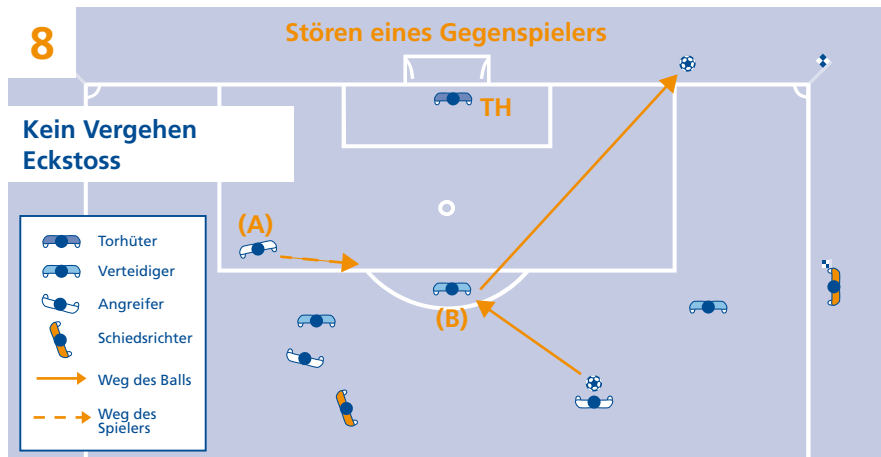 8
Stören eines Gegenspielers
TH
Kein Vergehen
Eckstoss
(A)
(B)
Torhüter
Verteidiger
Angreifer
Schiedsrichter
Weg des Balls
Weg des
Spielers